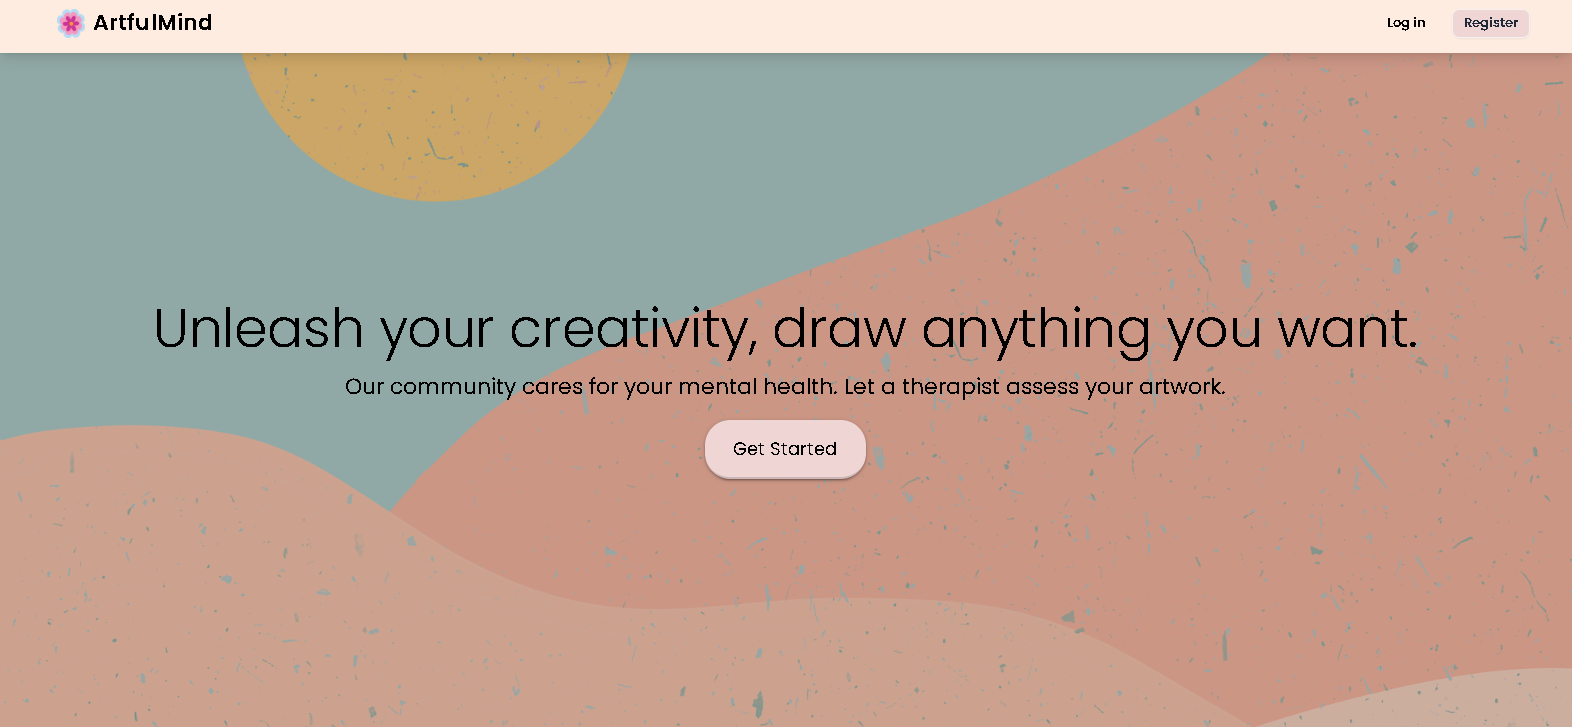 ArtfulMind
Log in
Register
Unleash your creativity, draw anything you want.
Our community cares for your mental health. Let a therapist assess your artwork.
Get Started